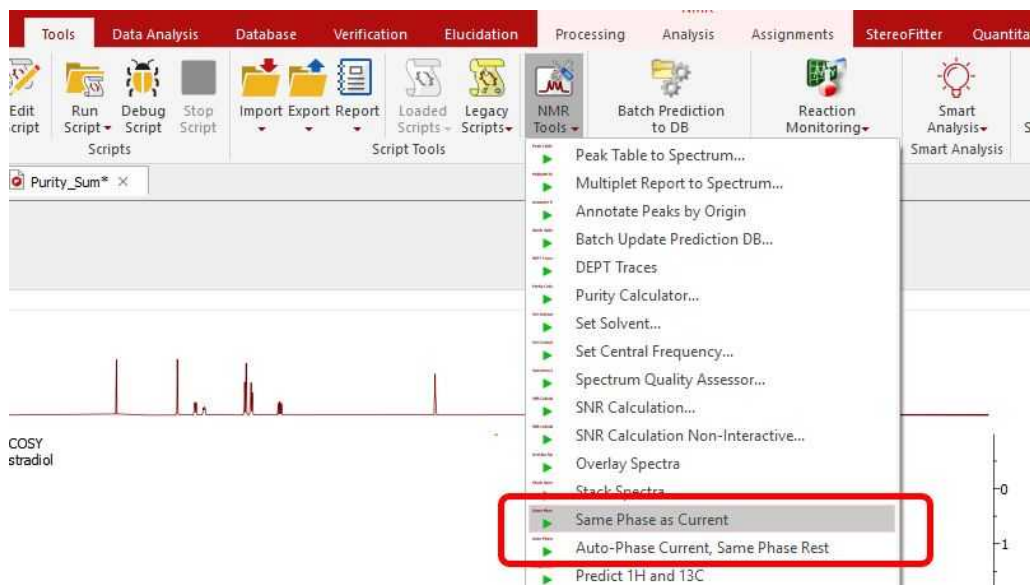 Tools Data Analysis Database Verification Elucidation Processing Analysis Assignments StereoFitter Quantita
Edit Run Debug Stop Import Export Report Loaded Legacy NMR Batch Prediction Reaction Smart
cript Script Script Script Scripts Scripts Tools to DB Monitoring Analysis
Scripts Script Tools Smart Analysis
Purity_Sum*
Peak Table to Spectrum...
Multiplet Report to Spectrum...
Annotate Peaks by Origin
Batch Update Prediction DB...
DEPT Traces
Purity Calculator...
Set Solvent...
Set Central Frequency...
Spectrum Quality Assessor...
SNR Calculation...
SNR Calculation Non-Interactive...
Overlay Spectra
Stack Spectra
Same Phase as Current
Auto-Phase Current, Same Phase Rest
Predict 1H and 13C
COSY
stradiol
0
1